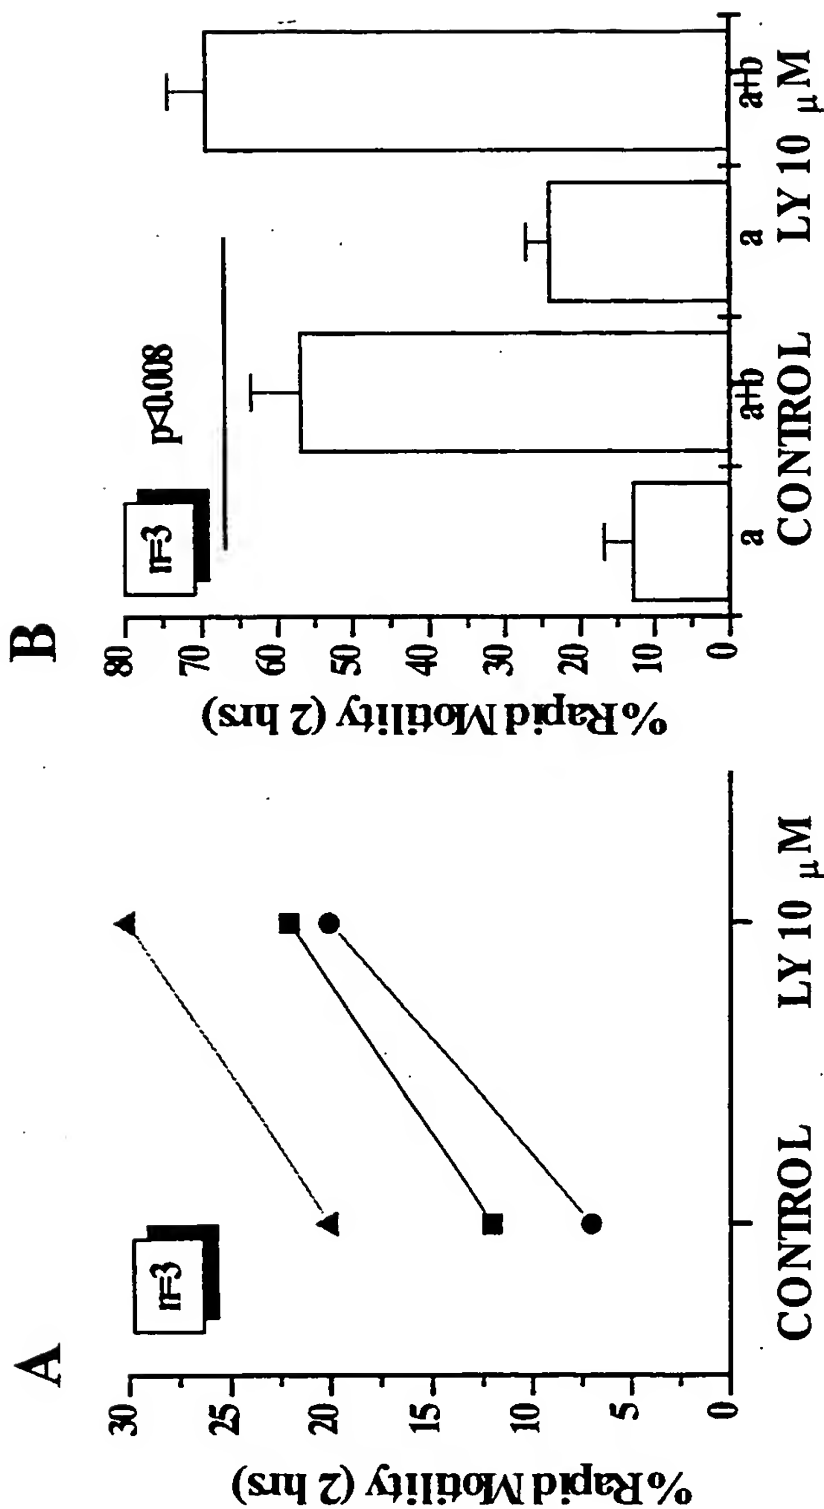 A
n=3
30
25
20
15
10
5
0
%Rapid Motility (2 hrs)
CONTROL LY 10 μM
B
n=3
p<0.008
80
70
60
50
40
30
20
10
0
%Rapid Motility (2 hrs)
a a+b a a+b
CONTROL LY 10 μM